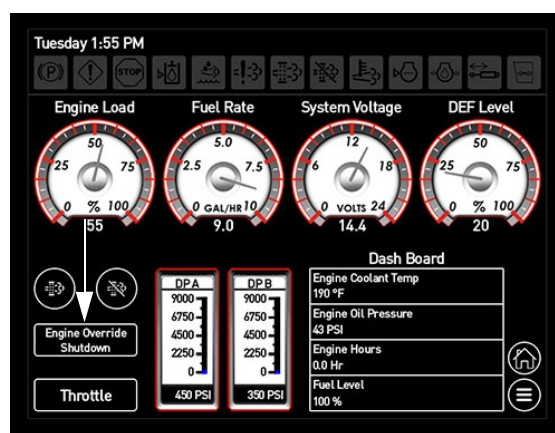 Tuesday 1:55 PM
(P) STOP
Engine Load Fuel Rate System Voltage DEF Level
50 5.0 12 50
25 75 2.5 7.5 6 18 25 75
0 % 100 0 GAL/HR 10 0 VOLTS 24 0 % 100
55 9.0 14.4 20
Dash Board
Engine Coolant Temp
190 °F
Engine Oil Pressure
43 PSI
Engine Hours
0.0 Hr
Fuel Level
100 %
DPA DPB
9000 9000
6750 6750
4500 4500
2250 2250
0 0
450 PSI 350 PSI
Engine Override
Shutdown
Throttle